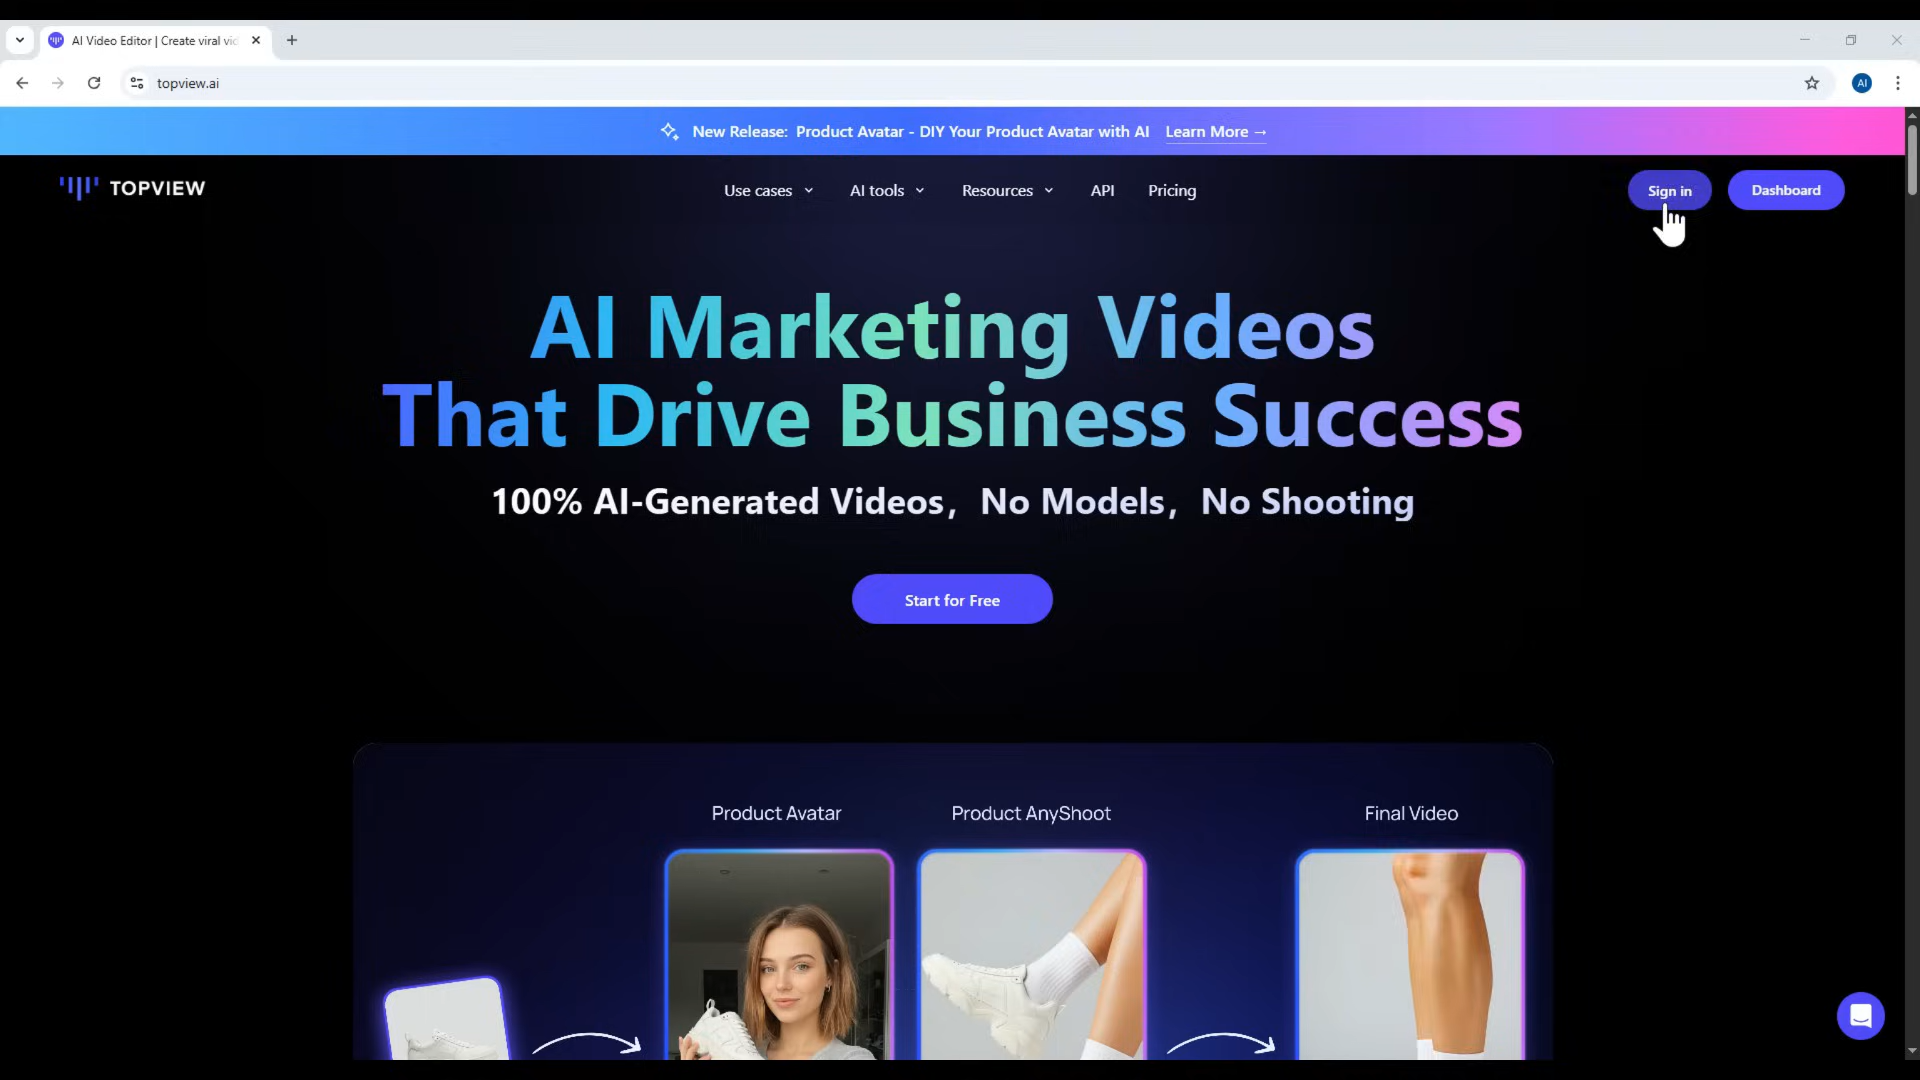 AI Video Editor | Create viral vid
topview.ai
AI
New Release: Product Avatar - DIY Your Product Avatar with AI Learn More →
TOPVIEW
Use cases
AI tools
Resources
API
Pricing
Sign in
Dashboard
AI Marketing Videos
That Drive Business Success
100% AI-Generated Videos，No Models，No Shooting
Start for Free
Product Avatar
Product AnyShoot
Final Video